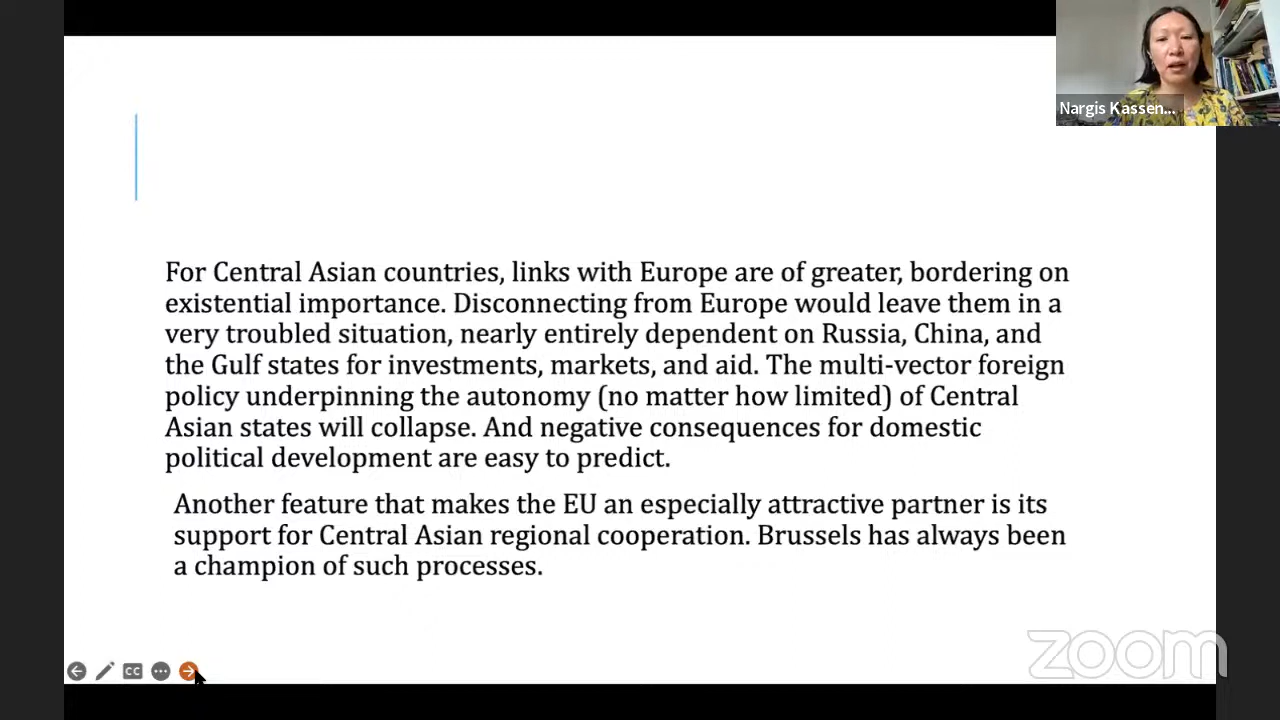 Nargis Kassen...
For Central Asian countries, links with Europe are of greater, bordering on
existential importance. Disconnecting from Europe would leave them in a
very troubled situation, nearly entirely dependent on Russia, China, and
the Gulf states for investments, markets, and aid. The multi-vector foreign
policy underpinning the autonomy (no matter how limited) of Central
Asian states will collapse. And negative consequences for domestic
political development are easy to predict.
Another feature that makes the EU an especially attractive partner is its
support for Central Asian regional cooperation. Brussels has always been
a champion of such processes.
zoom
CC